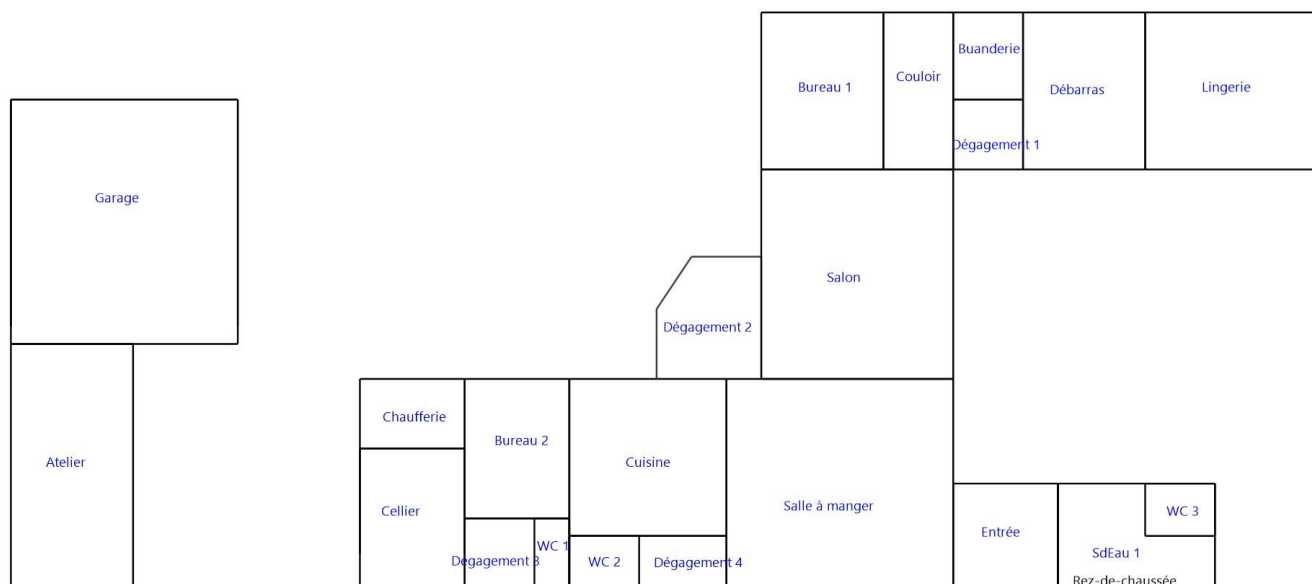 Buanderie
Couloir
Bureau 1
Débarras
Lingerie
Dégagement 1
Garage
Salon
Dégagement 2
Chaufferie
Bureau 2
Cuisine
Atelier
Salle à manger
Cellier
WC 3
Entrée
WC 1
SdEau 1
Dégagement 3
WC 2
Dégagement 4
Rez-de-chaussée